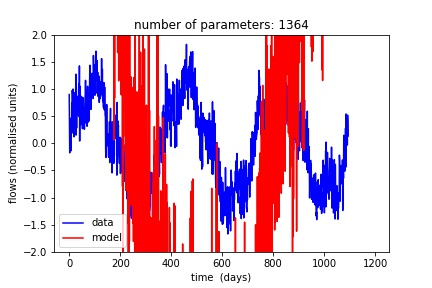 number of parameters: 1364
flows (normalised units)
2.0
1.5
1.0
0.5
0.0
−0.5
−1.0
−1.5
−2.0
data
model
0 200 400 600 800 1000 1200
time (days)